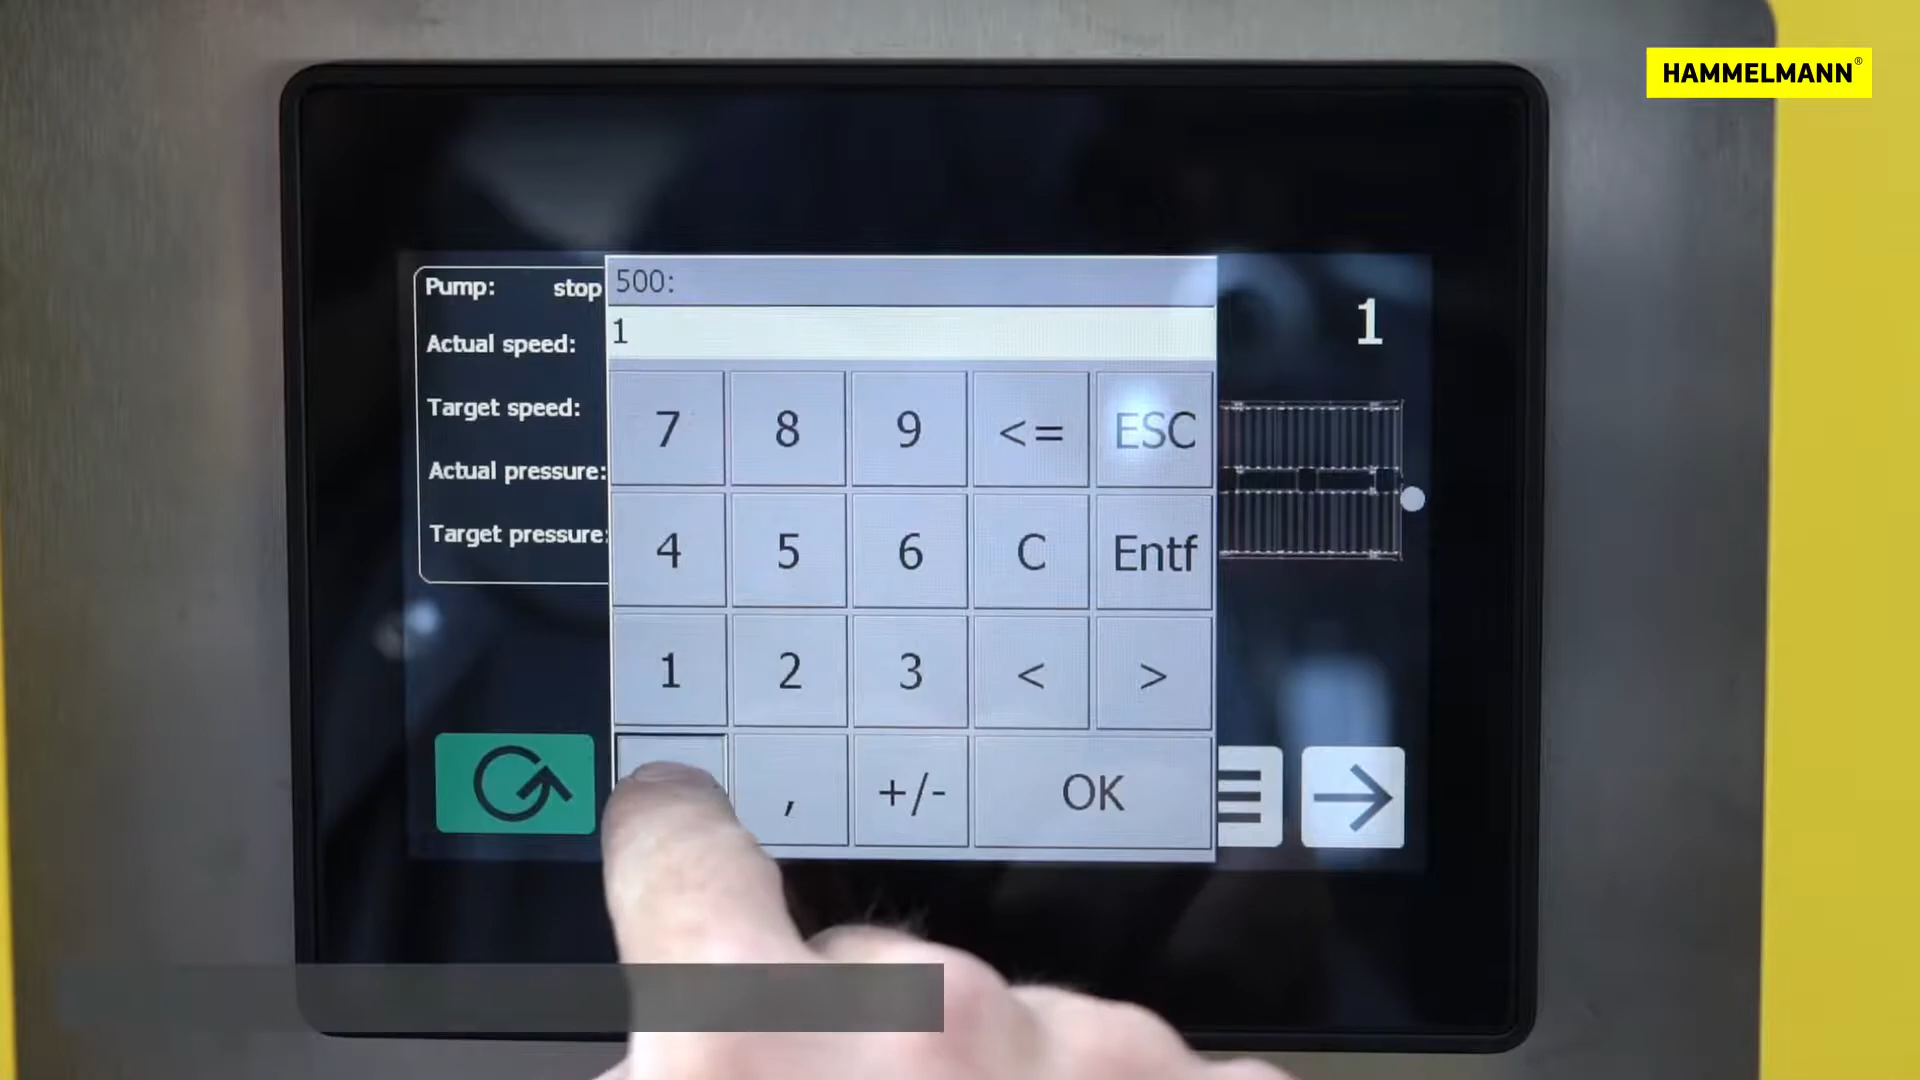 HAMMELMANN®
Pump: stop
Actual speed:
Target speed:
Actual pressure:
Target pressure:
500:
1
7 8 9 <= ESC
4 5 6 C Entf
1 2 3 < >
, +/- OK
1